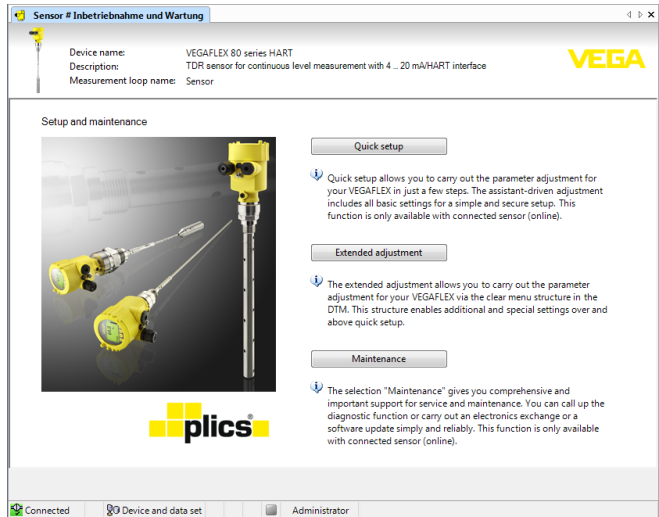 Sensor # Inbetriebnahme und Wartung
Device name: VEGAFLEX 80 series HART
Description: TDR sensor for continuous level measurement with 4 ... 20 mA/HART interface
Measurement loop name: Sensor
VEGA
Setup and maintenance
Quick setup
Quick setup allows you to carry out the parameter adjustment for
your VEGAFLEX in just a few steps. The assistant-driven adjustment
includes all basic settings for a simple and secure setup. This
function is only available with connected sensor (online).
Extended adjustment
The extended adjustment allows you to carry out the parameter
adjustment for your VEGAFLEX via the clear menu structure in the
DTM. This structure enables additional and special settings over and
above quick setup.
Maintenance
The selection "Maintenance" gives you comprehensive and
important support for service and maintenance. You can call up the
diagnostic function or carry out an electronics exchange or a
software update simply and reliably. This function is only available
with connected sensor (online).
plics®
Connected Device and data set Administrator